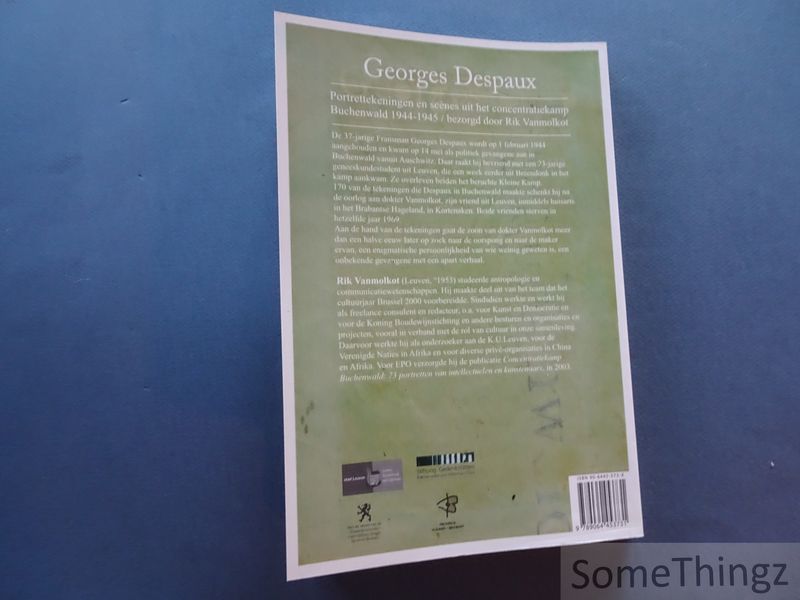 Georges Despaux
Portrettekeningen en scènes uit het concentratiekamp
Buchenwald 1944-1945 / bezorgd door Rik Vanmolkot
De 37-jarige Fransman Georges Despaux wordt op 1 februari 1944
aangehouden en kwam op 14 mei als politiek gevangene aan in
Buchenwald vanuit Auschwitz. Daar raakt hij bevriend met een 23-jarige
geneeskundestudent uit Leuven, die een week eerder uit Breendonk in het
kamp aankwam. Ze overleven beiden het beruchte Kleine Kamp.
170 van de tekeningen die Despaux in Buchenwald maakte schenkt hij na
de oorlog aan dokter Vanmolkot, zijn vriend uit Leuven, inmiddels huisarts
in het Brabantse Hageland, in Kortenaken. Beide vrienden sterven in
hetzelfde jaar 1969.
Aan de hand van de tekeningen gaat de zoon van dokter Vanmolkot meer
dan een halve eeuw later op zoek naar de oorsprong en naar de maker
ervan, een enigmatische persoonlijkheid van wie weinig geweten is, een
onbekende gevangene met een apart verhaal.
Rik Vanmolkot (Leuven, °1953) studeerde antropologie en
communicatiewetenschappen. Hij maakte deel uit van het team dat het
cultuurjaar Brussel 2000 voorbereidde. Sindsdien werkte en werkt hij
als freelance consulent en redacteur, o.a. voor Kunst en Democratie en
voor de Koning Boudewijnstichting en andere besturen en organisaties en
projecten, vooral in verband met de rol van cultuur in onze samenleving.
Daarvoor werkte hij als onderzoeker aan de K.U.Leuven, voor de
Verenigde Naties in Afrika en voor diverse privé-organisaties in China
en Afrika. Voor EPO verzorgde hij de publicatie Concentratiekamp
Buchenwald: 73 portretten van intellectuelen en kunstenaars, in 2003.
Stiftung Gedenkstätten
ISBN 90-6445-373-8
9 789064 453731
SomeThingz